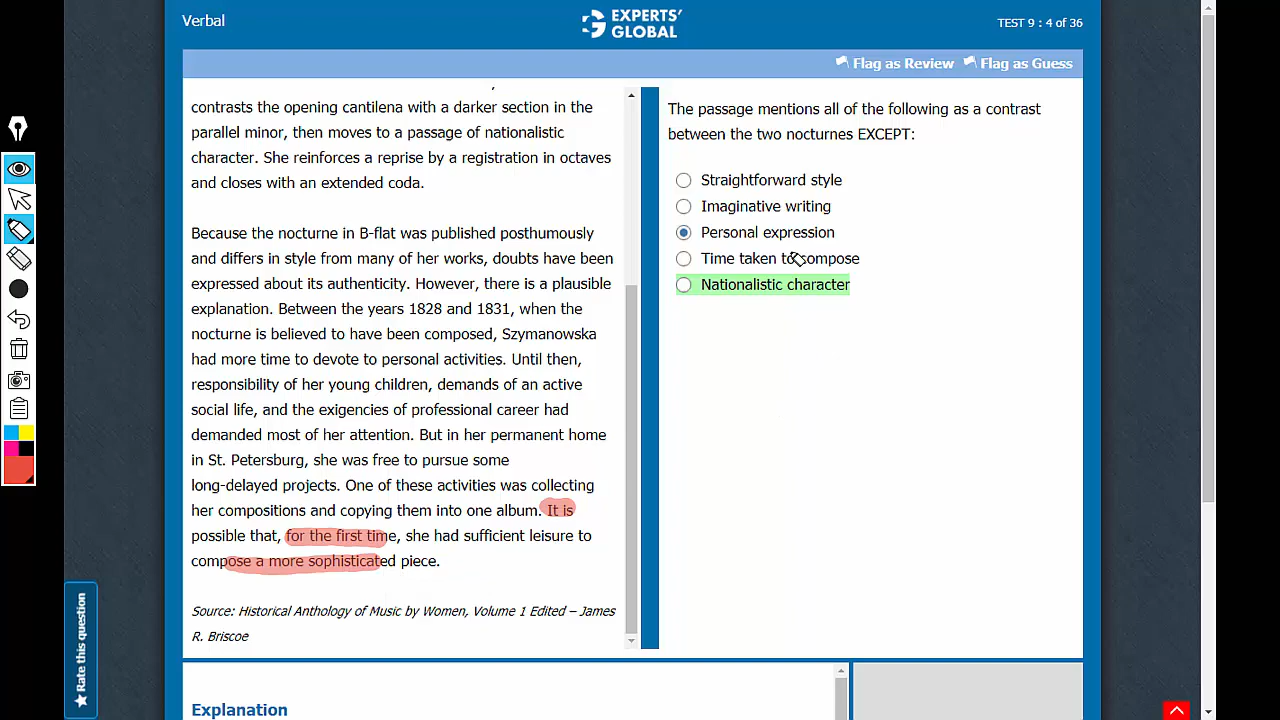 Verbal
EXPERTS'
GLOBAL
TEST 9 : 4 of 36
Flag as Review
Flag as Guess
contrasts the opening cantilena with a darker section in the
parallel minor, then moves to a passage of nationalistic
character. She reinforces a reprise by a registration in octaves
and closes with an extended coda.
Because the nocturne in B-flat was published posthumously
and differs in style from many of her works, doubts have been
expressed about its authenticity. However, there is a plausible
explanation. Between the years 1828 and 1831, when the
nocturne is believed to have been composed, Szymanowska
had more time to devote to personal activities. Until then,
responsibility of her young children, demands of an active
social life, and the exigencies of professional career had
demanded most of her attention. But in her permanent home
in St. Petersburg, she was free to pursue some
long-delayed projects. One of these activities was collecting
her compositions and copying them into one album. It is
possible that, for the first time, she had sufficient leisure to
compose a more sophisticated piece.
Source: Historical Anthology of Music by Women, Volume 1 Edited – James
R. Briscoe
The passage mentions all of the following as a contrast
between the two nocturnes EXCEPT:
Straightforward style
Imaginative writing
Personal expression
Time taken to compose
Nationalistic character
Rate this question
Explanation